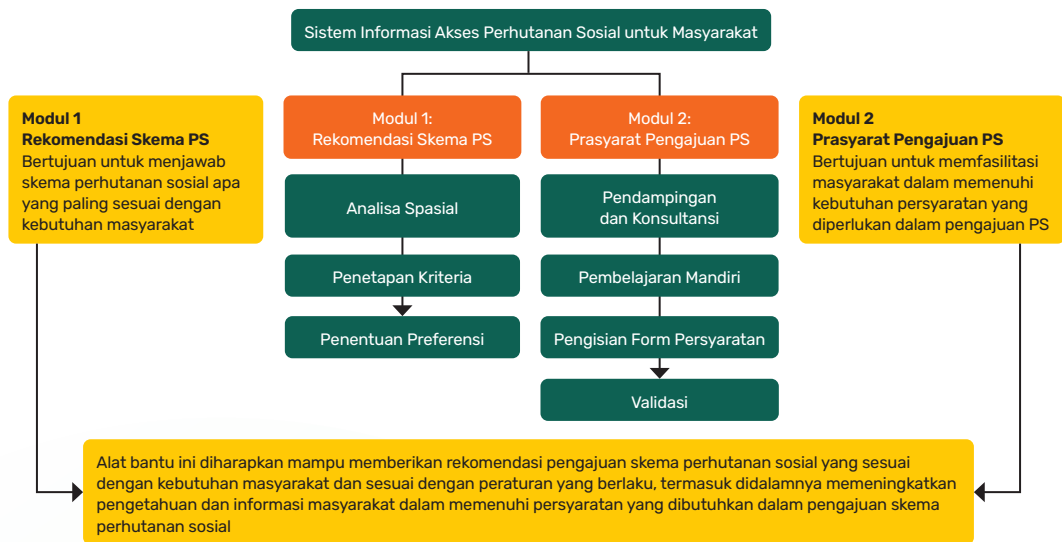 Sistem Informasi Akses Perhutanan Sosial untuk Masyarakat
Modul 1
Rekomendasi Skema PS
Bertujuan untuk menjawab
skema perhutanan sosial apa
yang paling sesuai dengan
kebutuhan masyarakat
Modul 1:
Rekomendasi Skema PS
Analisa Spasial
Penetapan Kriteria
Penentuan Preferensi
Modul 2:
Prasyarat Pengajuan PS
Pendampingan
dan Konsultansi
Pembelajaran Mandiri
Pengisian Form Persyaratan
Validasi
Modul 2
Prasyarat Pengajuan PS
Bertujuan untuk memfasilitasi
masyarakat dalam memenuhi
kebutuhan persyaratan yang
diperlukan dalam pengajuan PS
Alat bantu ini diharapkan mampu memberikan rekomendasi pengajuan skema perhutanan sosial yang sesuai
dengan kebutuhan masyarakat dan sesuai dengan peraturan yang berlaku, termasuk didalamnya memeningkatkan
pengetahuan dan informasi masyarakat dalam memenuhi persyaratan yang dibutuhkan dalam pengajuan skema
perhutanan sosial